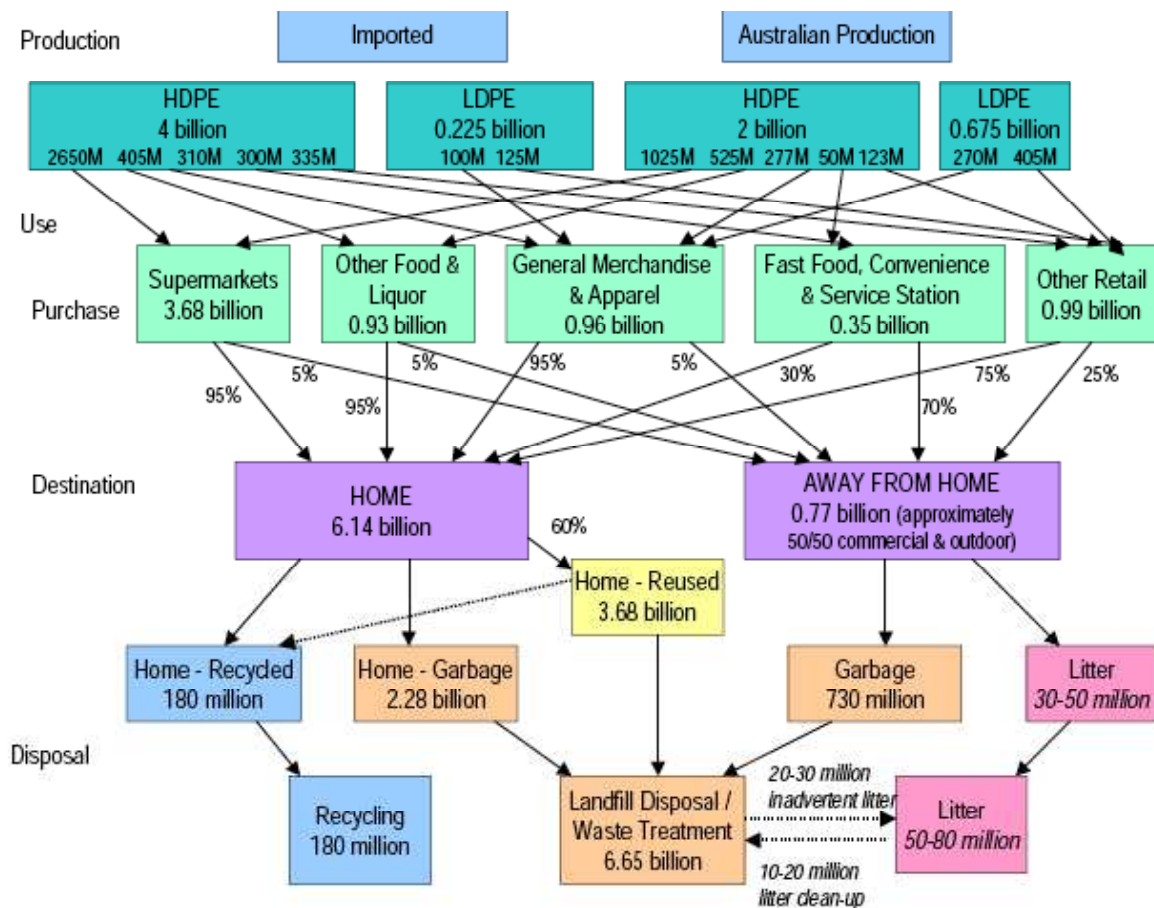 Production
Imported
Australian Production
HDPE
4 billion
2650M 405M 310M 300M 335M
LDPE
0.225 billion
100M 125M
HDPE
2 billion
1025M 525M 277M 50M 123M
LDPE
0.675 billion
270M 405M
Use
Purchase
Supermarkets
3.68 billion
Other Food &
Liquor
0.93 billion
General Merchandise
& Apparel
0.96 billion
Fast Food, Convenience
& Service Station
0.35 billion
Other Retail
0.99 billion
95%
5%
95%
5%
95%
5%
30%
70%
75%
25%
Destination
HOME
6.14 billion
60%
AWAY FROM HOME
0.77 billion (approximately
50/50 commercial & outdoor)
Home - Reused
3.68 billion
Home - Recycled
180 million
Home - Garbage
2.28 billion
Garbage
730 million
Litter
30-50 million
Disposal
Recycling
180 million
Landfill Disposal /
Waste Treatment
6.65 billion
20-30 million
inadvertent litter
10-20 million
litter clean-up
Litter
50-80 million